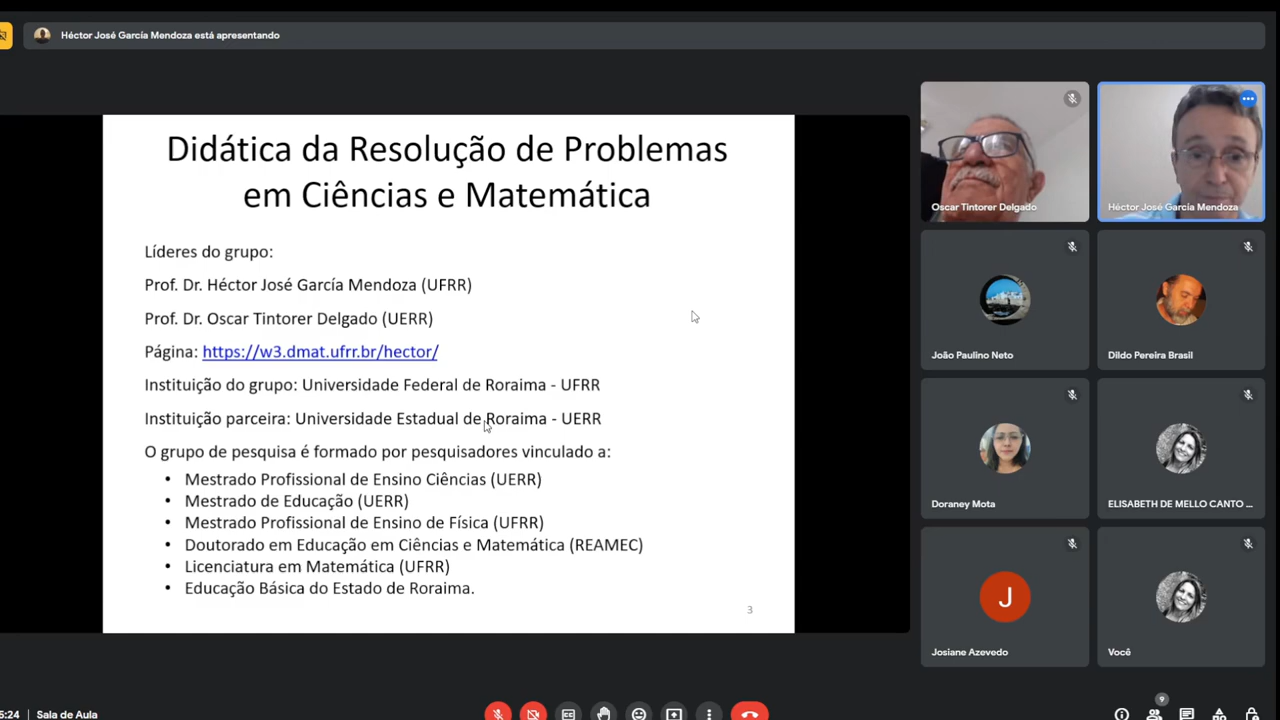 Héctor José García Mendoza está apresentando
Didática da Resolução de Problemas
em Ciências e Matemática
Líderes do grupo:
Prof. Dr. Héctor José García Mendoza (UFRR)
Prof. Dr. Oscar Tintorer Delgado (UERR)
Página: https://w3.dmat.ufrr.br/hector/
Instituição do grupo: Universidade Federal de Roraima - UFRR
Instituição parceira: Universidade Estadual de Roraima - UERR
O grupo de pesquisa é formado por pesquisadores vinculado a:
• Mestrado Profissional de Ensino Ciências (UERR)
• Mestrado de Educação (UERR)
• Mestrado Profissional de Ensino de Física (UFRR)
• Doutorado em Educação em Ciências e Matemática (REAMEC)
• Licenciatura em Matemática (UFRR)
• Educação Básica do Estado de Roraima.
3
Oscar Tintorer Delgado
Héctor José García Mendoza
João Paulino Neto
Dildo Pereira Brasil
Doraney Mota
ELISABETH DE MELLO CANTO ...
J
Josiane Azevedo
Você
5:24 Sala de Aula
CC
9